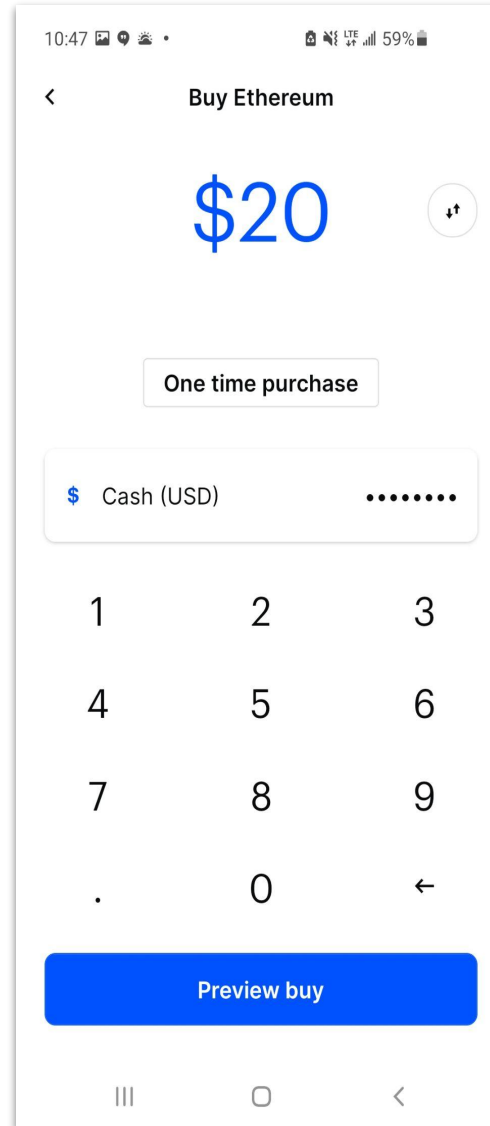 10:47 LTE 59%
Buy Ethereum
$20
One time purchase
$ Cash (USD) ••••••••
1 2 3
4 5 6
7 8 9
. 0 ←
Preview buy